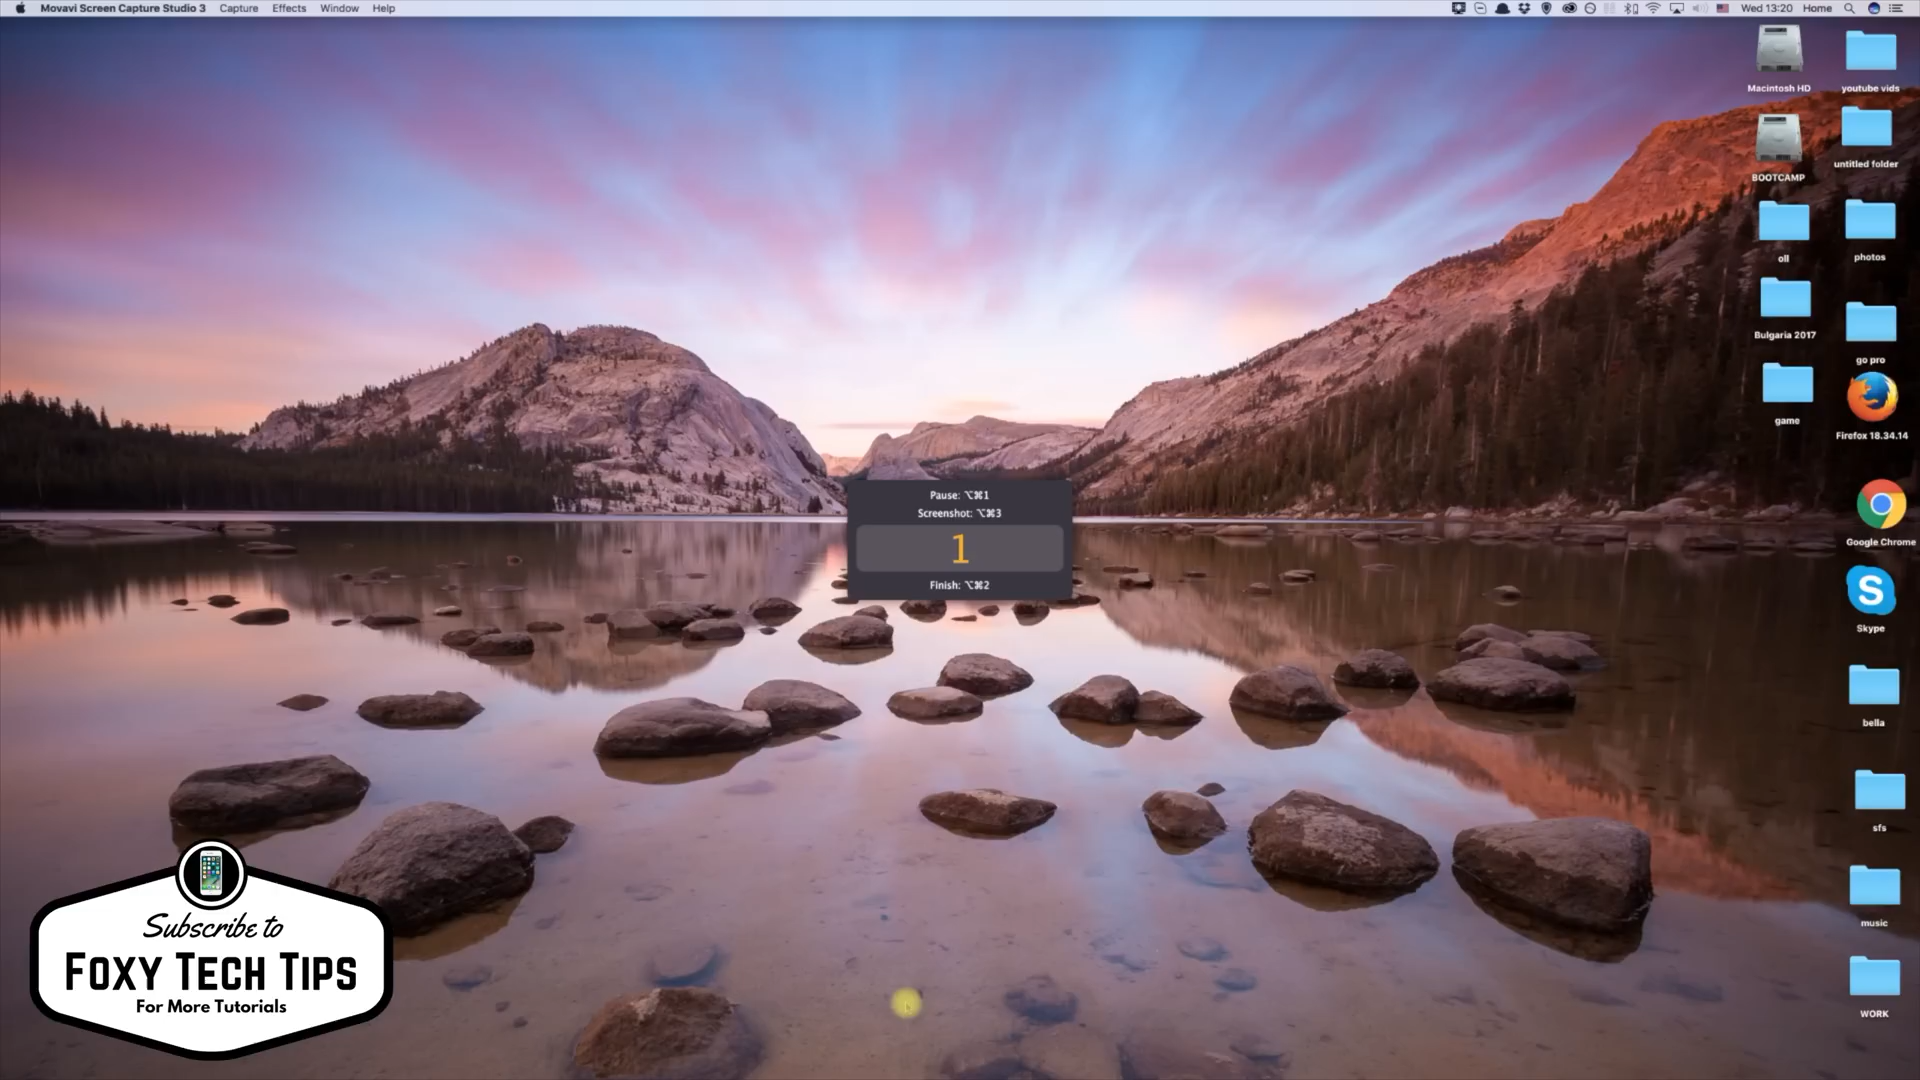 Movavi Screen Capture Studio 3 Capture Effects Window Help
Wed 13:20 Home
Macintosh HD
youtube vids
BOOTCAMP
untitled folder
oll
photos
Bulgaria 2017
go pro
game
Firefox 18.34.14
Google Chrome
Skype
bella
sfs
music
WORK
Pause: ⌥⌘1
Screenshot: ⌥⌘3
1
Finish: ⌥⌘2
Subscribe to
FOXY TECH TIPS
For More Tutorials